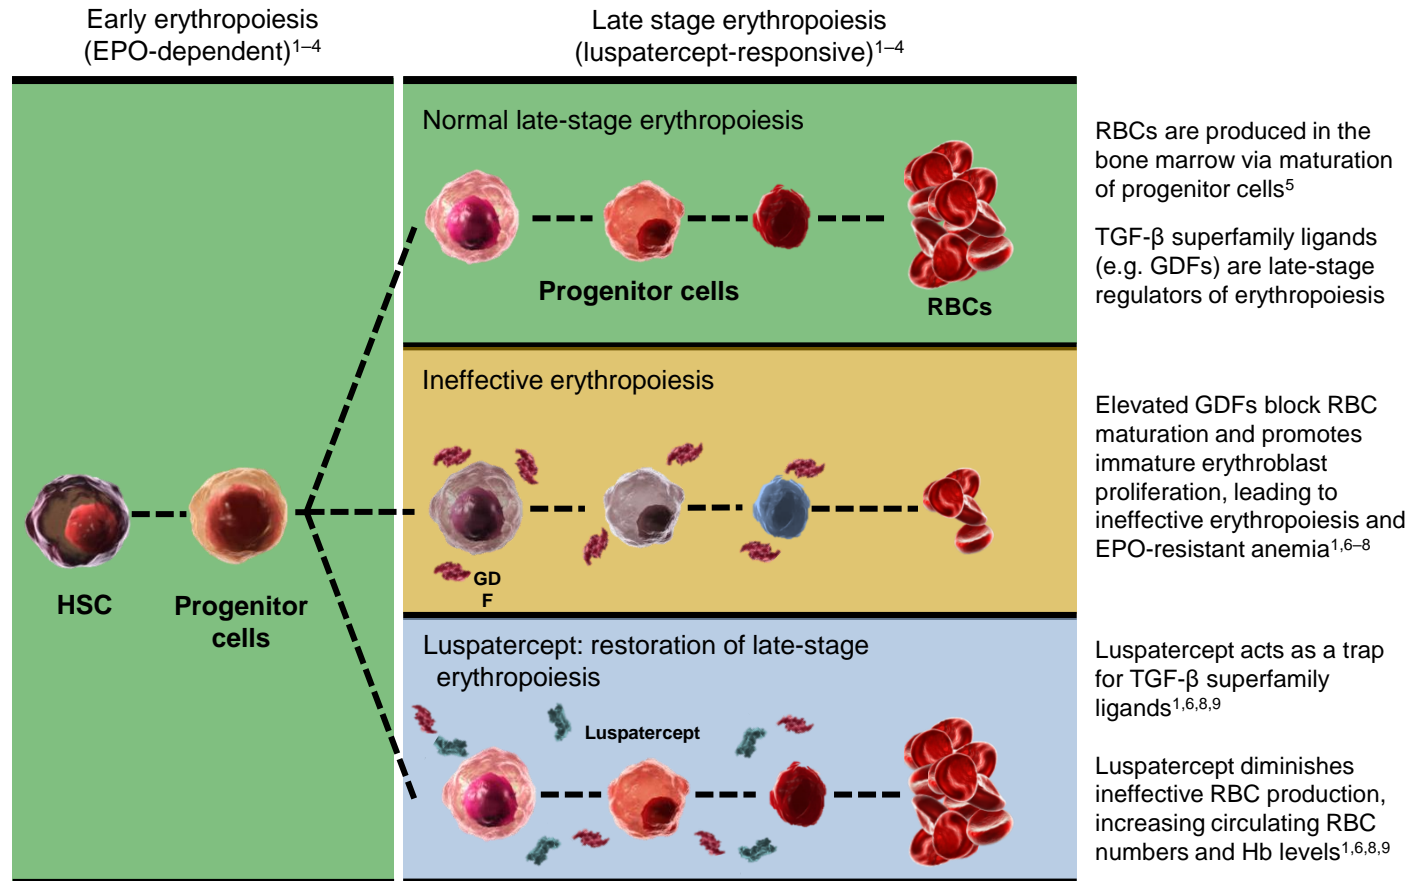 Early erythropoiesis
(EPO-dependent)1–4
Late stage erythropoiesis
(luspatercept-responsive)1–4
Normal late-stage erythropoiesis
Progenitor cells
RBCs
RBCs are produced in the
bone marrow via maturation
of progenitor cells5
TGF-β superfamily ligands
(e.g. GDFs) are late-stage
regulators of erythropoiesis
HSC
Progenitor
cells
Ineffective erythropoiesis
GD
F
Elevated GDFs block RBC
maturation and promotes
immature erythroblast
proliferation, leading to
ineffective erythropoiesis and
EPO-resistant anemia1,6–8
Luspatercept: restoration of late-stage
erythropoiesis
Luspatercept
Luspatercept acts as a trap
for TGF-β superfamily
ligands1,6,8,9
Luspatercept diminishes
ineffective RBC production,
increasing circulating RBC
numbers and Hb levels1,6,8,9